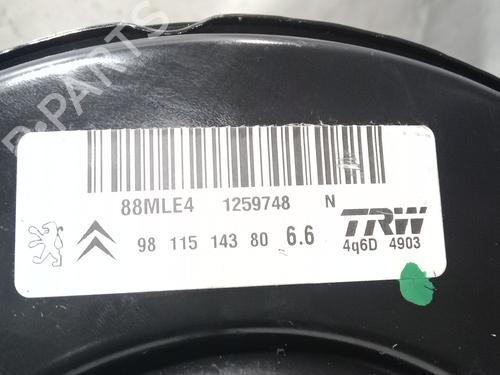 B-PARTS
88MLE4 1259748 N
98 115 143 80 6.6
TRW
4q6D 4903